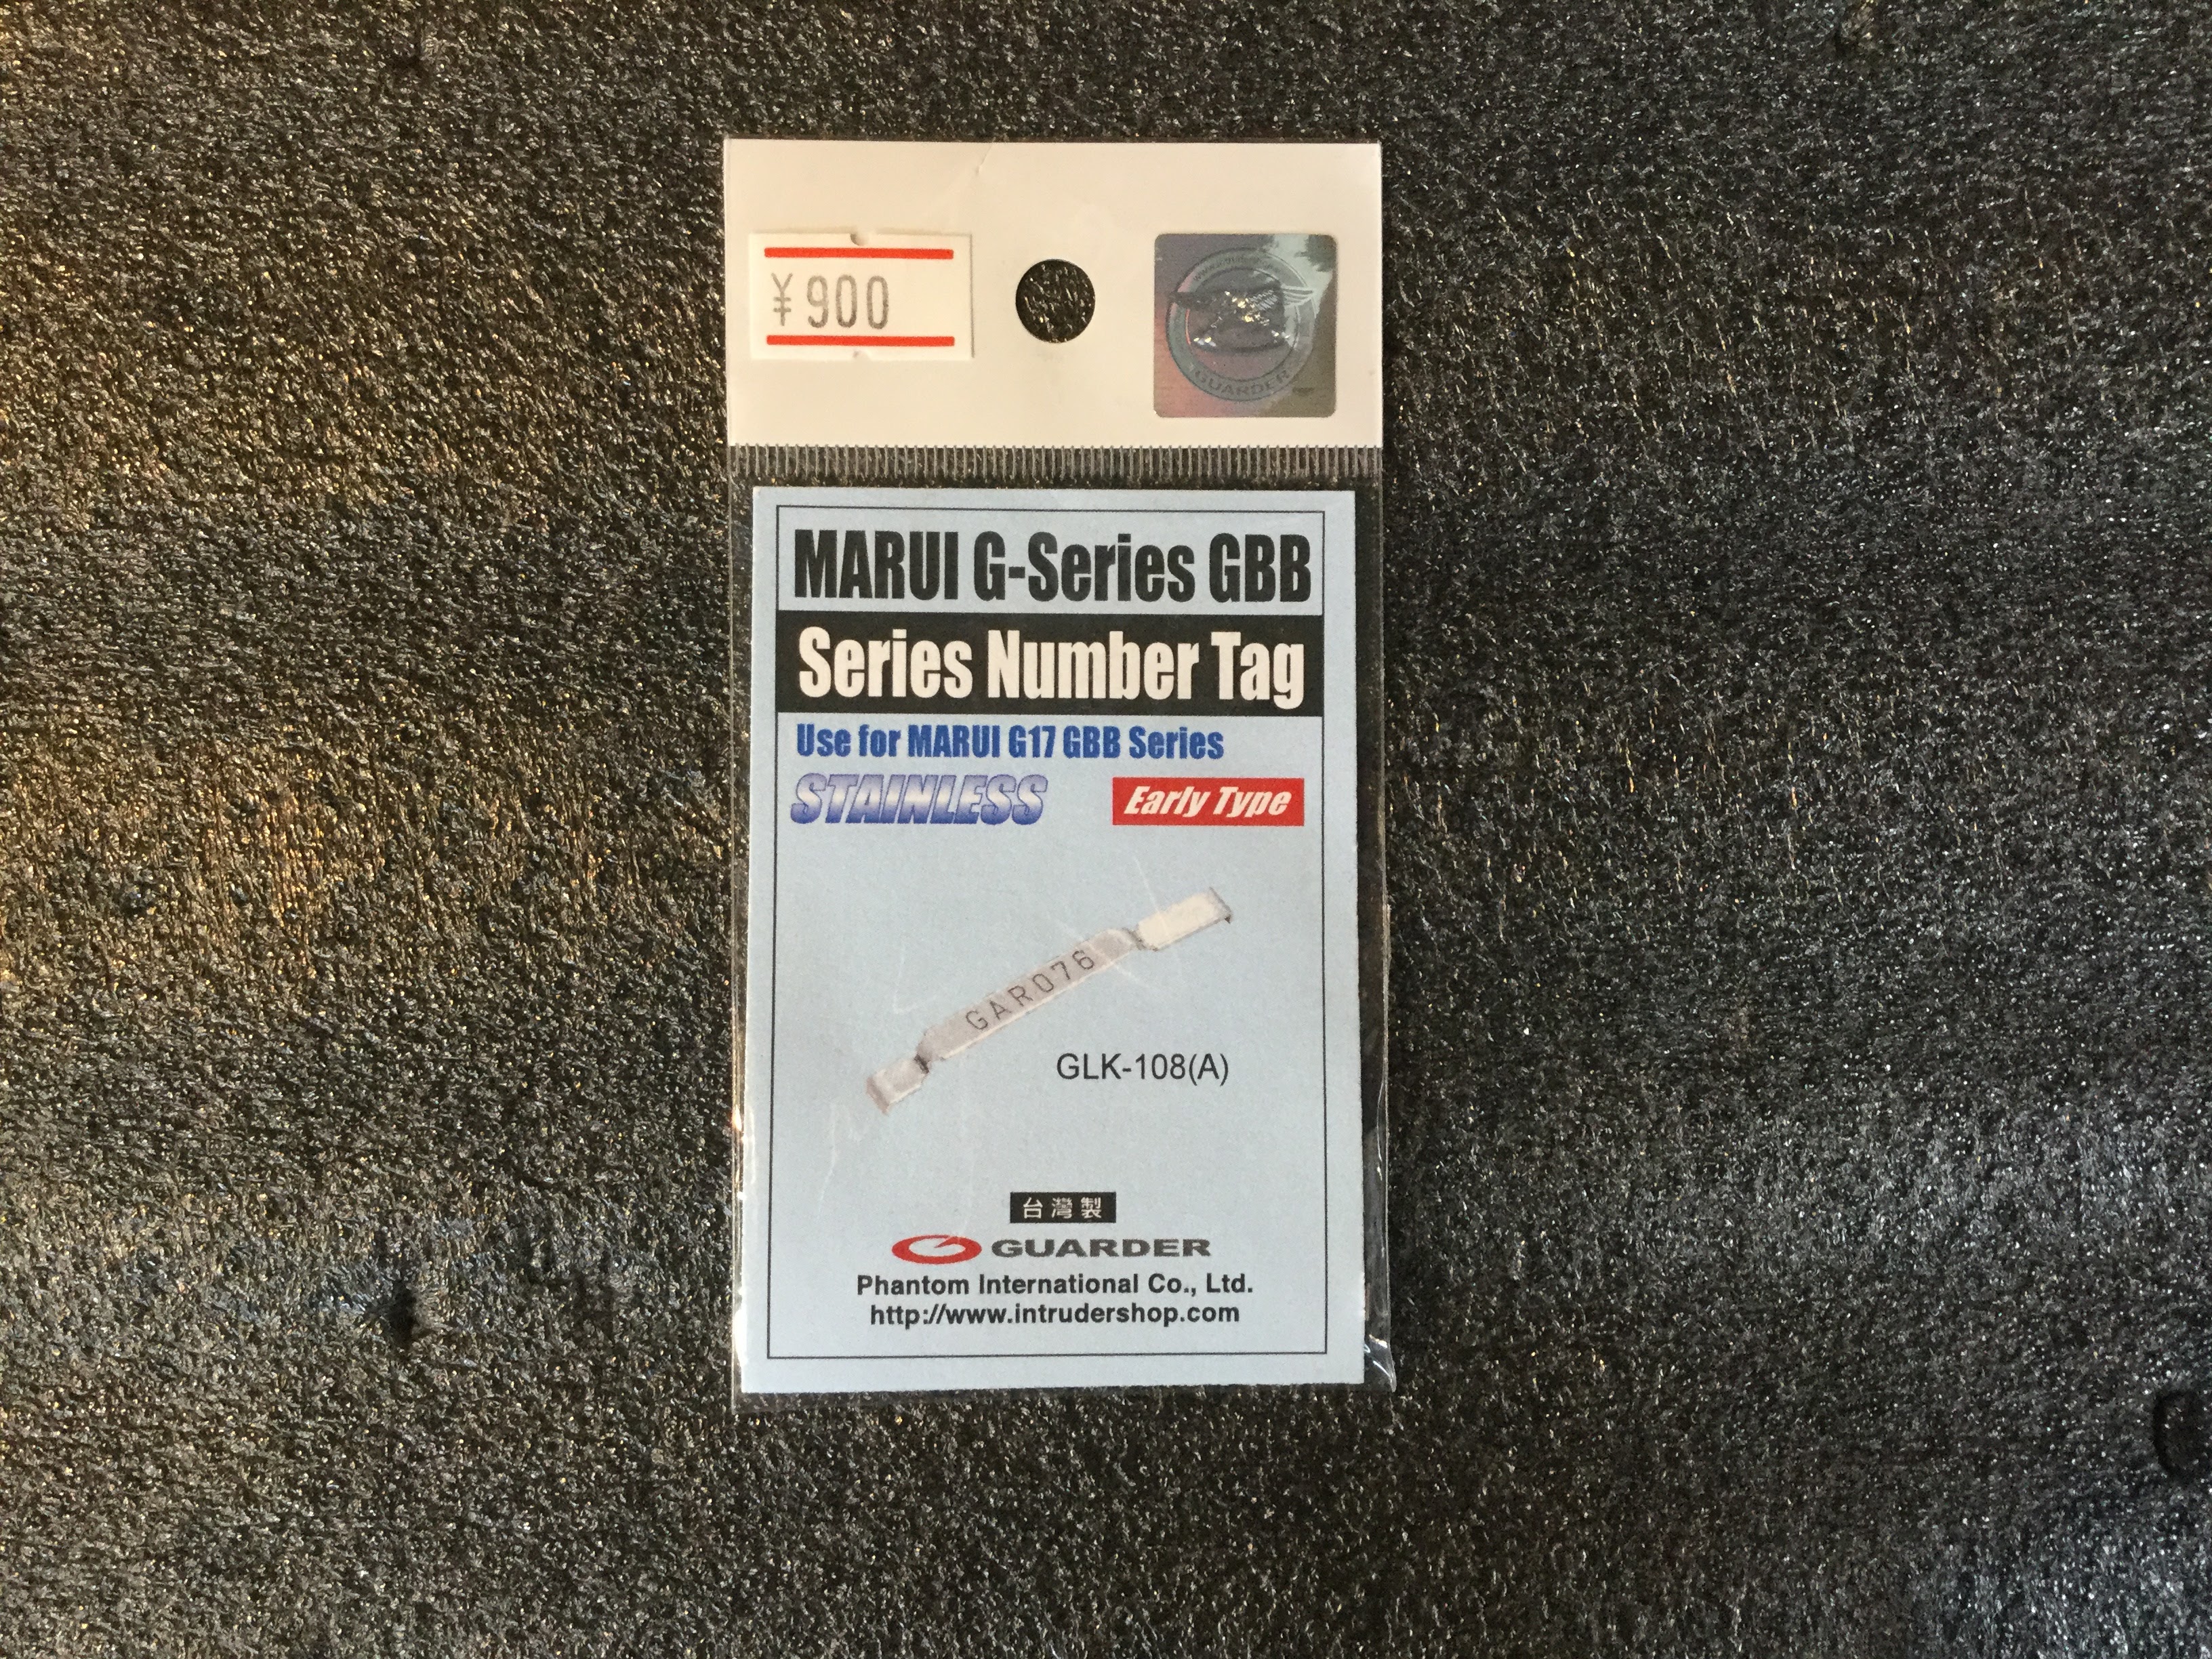 ¥900
GUARDER
MARUI G-Series GBB
Series Number Tag
Use for MARUI G17 GBB Series
STAINLESS
Early Type
GAR076
GLK-108(A)
台灣製
GUARDER
Phantom International Co., Ltd.
http://www.intrudershop.com